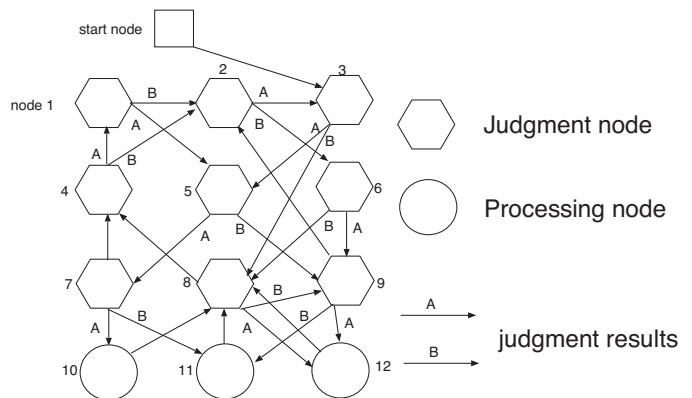 start node
2
3
node 1
B
A
A
B
A
B
A
B
Judgment node
4
5
6
A
B
B
A
Processing node
7
8
9
B
A
B
A
B
A
A
B
judgment results
10
11
12